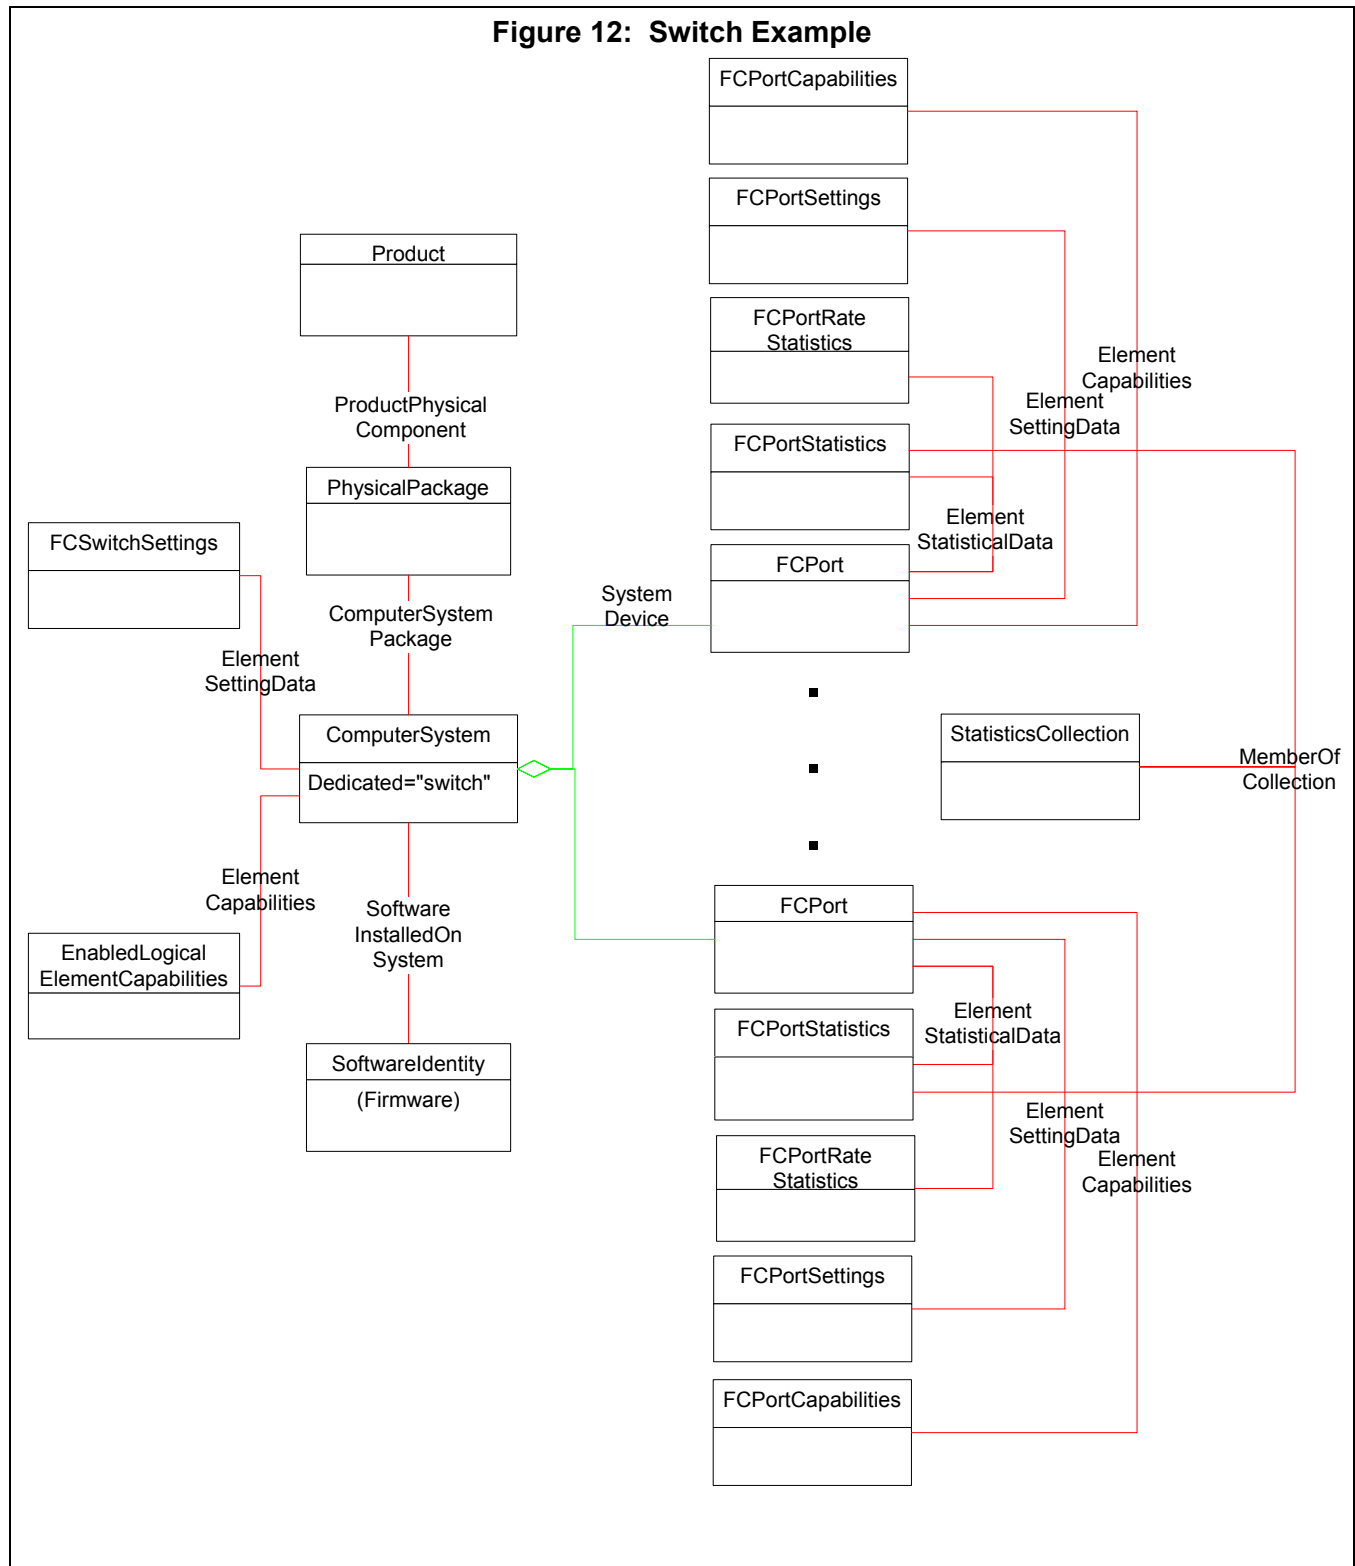 Figure 12:  Switch Example
FCPortCapabilities
FCPortSettings
Product
FCPortRate
Statistics
Element
Capabilities
ProductPhysical
Component
Element
SettingData
FCPortStatistics
PhysicalPackage
Element
StatisticalData
FCSwitchSettings
FCPort
System
Device
ComputerSystem
Package
Element
SettingData
ComputerSystem
Dedicated="switch"
StatisticsCollection
MemberOf
Collection
Element
Capabilities
Software
InstalledOn
System
FCPort
EnabledLogical
ElementCapabilities
Element
StatisticalData
FCPortStatistics
SoftwareIdentity
(Firmware)
Element
SettingData
FCPortRate
Statistics
Element
Capabilities
FCPortSettings
FCPortCapabilities